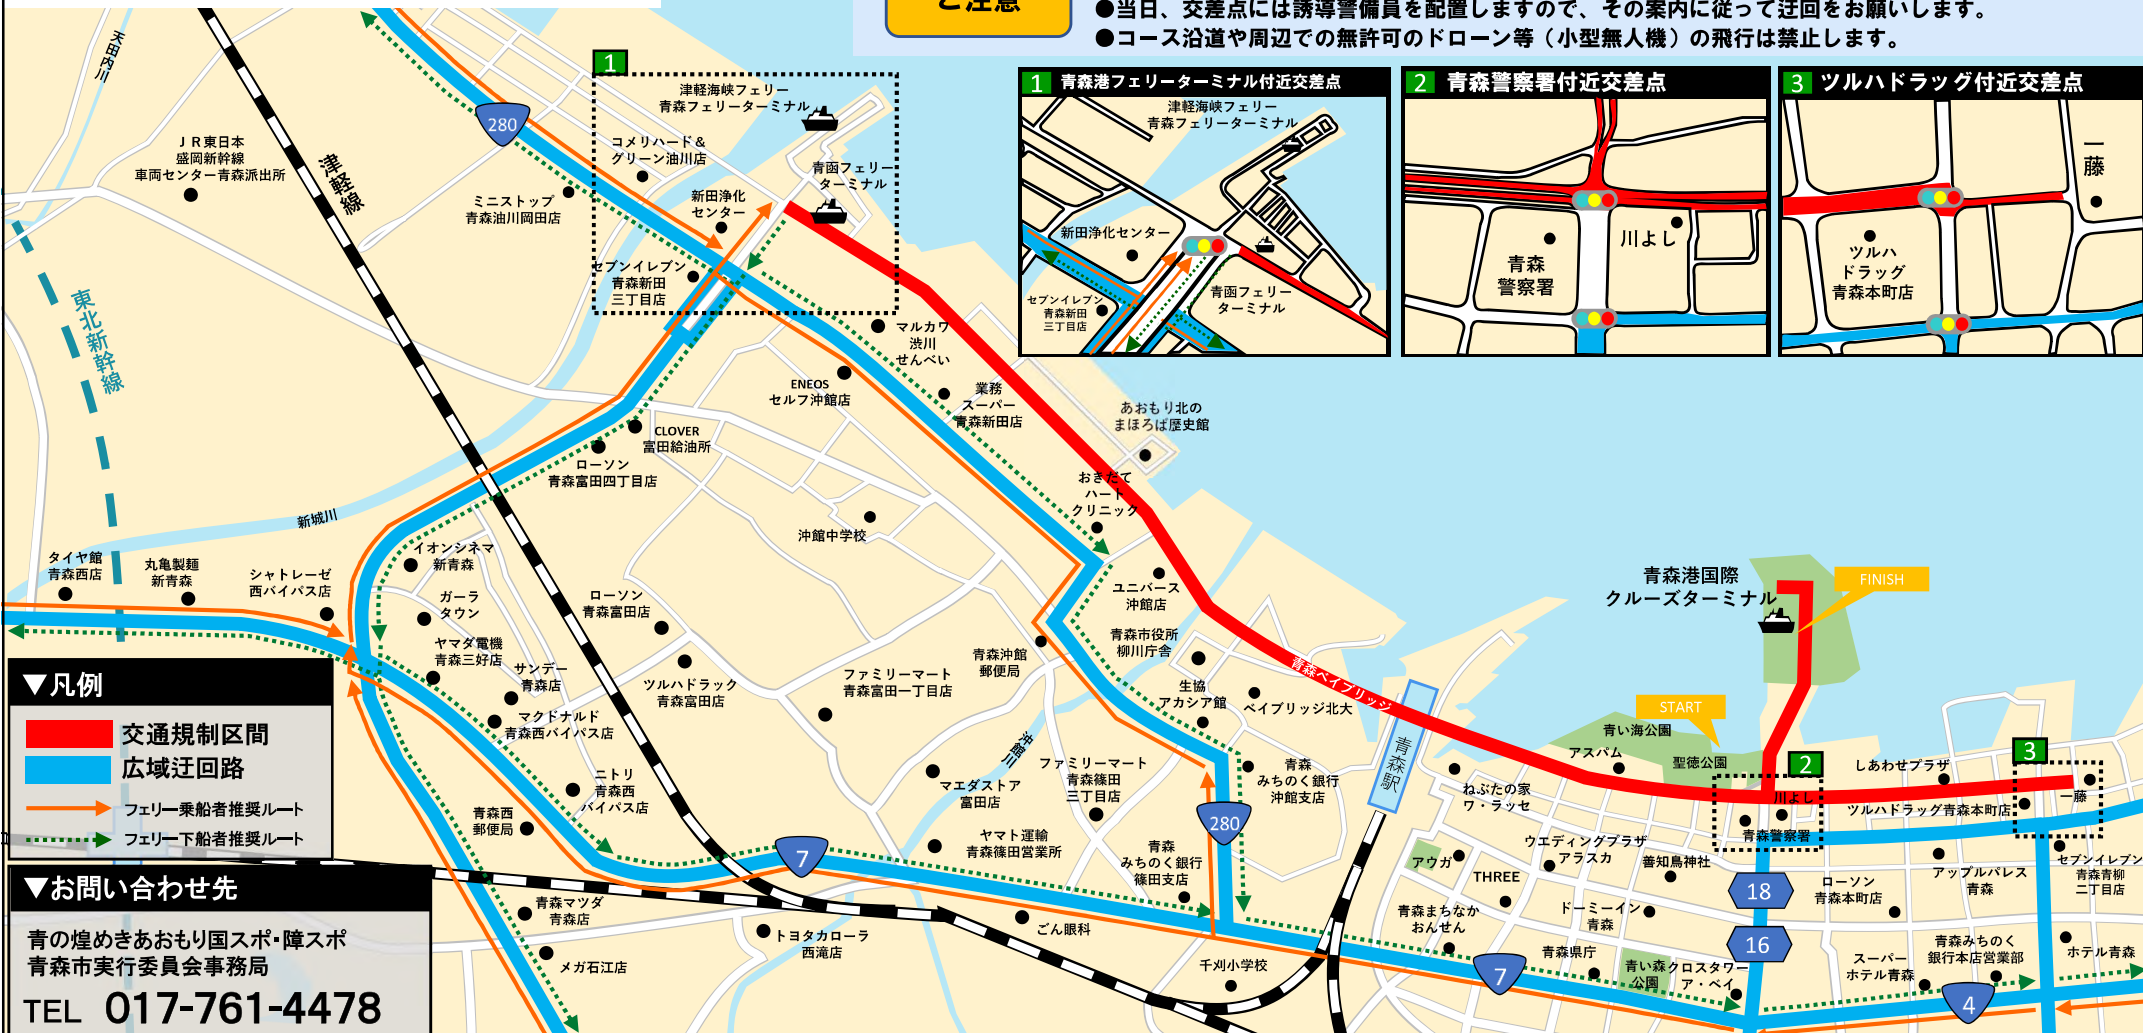 ご注意
●当日、交差点には誘導警備員を配置しますので、その案内に従って迂回をお願いします。
●コース沿道や周辺での無許可のドローン等（小型無人機）の飛行は禁止します。
1 青森港フェリーターミナル付近交差点
津軽海峡フェリー
青森フェリーターミナル
新田浄化センター
セブンイレブン
青森新田
三丁目店
青函フェリー
ターミナル
2 青森警察署付近交差点
青森
警察署
川よし
3 ツルハドラッグ付近交差点
一藤
ツルハ
ドラッグ
青森本町店
天田内川
1
280
津軽海峡フェリー
青森フェリーターミナル
コメリハード＆
グリーン油川店
青函フェリー
ターミナル
新田浄化
センター
ミニストップ
青森油川岡田店
セブンイレブン
青森新田
三丁目店
ＪＲ東日本
盛岡新幹線
車両センター青森派出所
津軽線
東北新幹線
マルカワ
渋川
せんべい
ENEOS
セルフ沖館店
業務
スーパー
青森新田店
あおもり北の
まほろば歴史館
CLOVER
富田給油所
ローソン
青森富田四丁目店
おきだて
ハート
クリニック
沖館中学校
新城川
タイヤ館
青森西店
丸亀製麺
新青森
シャトレーゼ
西バイパス店
イオンシネマ
新青森
ガーラ
タウン
ローソン
青森富田店
ヤマダ電機
青森三好店
サンデー
青森店
マクドナルド
青森西バイパス店
ツルハドラック
青森富田店
ファミリーマート
青森富田一丁目店
青森沖館
郵便局
ユニバース
沖館店
青森市役所
柳川庁舎
生協
アカシア館
ベイブリッジ北大
青森ベイブリッジ
青森駅
青森港国際
クルーズターミナル
FINISH
START
青い海公園
アスパム
聖徳公園
2
川よし
青森警察署
しあわせプラザ
ツルハドラッグ青森本町店
3
一藤
沖館川
ニトリ
青森西
バイパス店
青森西
郵便局
マエダストア
富田店
ファミリーマート
青森篠田
三丁目店
青森
みちのく銀行
沖館支店
280
ヤマト運輸
青森篠田営業所
青森
みちのく銀行
篠田支店
7
ねぶたの家
ワ・ラッセ
ウエディングプラザ
アラスカ
善知鳥神社
アウガ
THREE
ドーミーイン
青森
青森まちなか
おんせん
青森県庁
青い森
公園
クロスタワー
ア・ベイ
18
16
ローソン
青森本町店
アップルパレス
青森
セブンイレブン
青森青柳
二丁目店
スーパー
ホテル青森
青森みちのく
銀行本店営業部
ホテル青森
7
4
青森マツダ
青森店
メガ石江店
トヨタカローラ
西滝店
ごん眼科
千刈小学校
▼凡例
交通規制区間
広域迂回路
フェリー乗船者推奨ルート
フェリー下船者推奨ルート
▼お問い合わせ先
青の煌めきあおもり国スポ・障スポ
青森市実行委員会事務局
TEL 017-761-4478